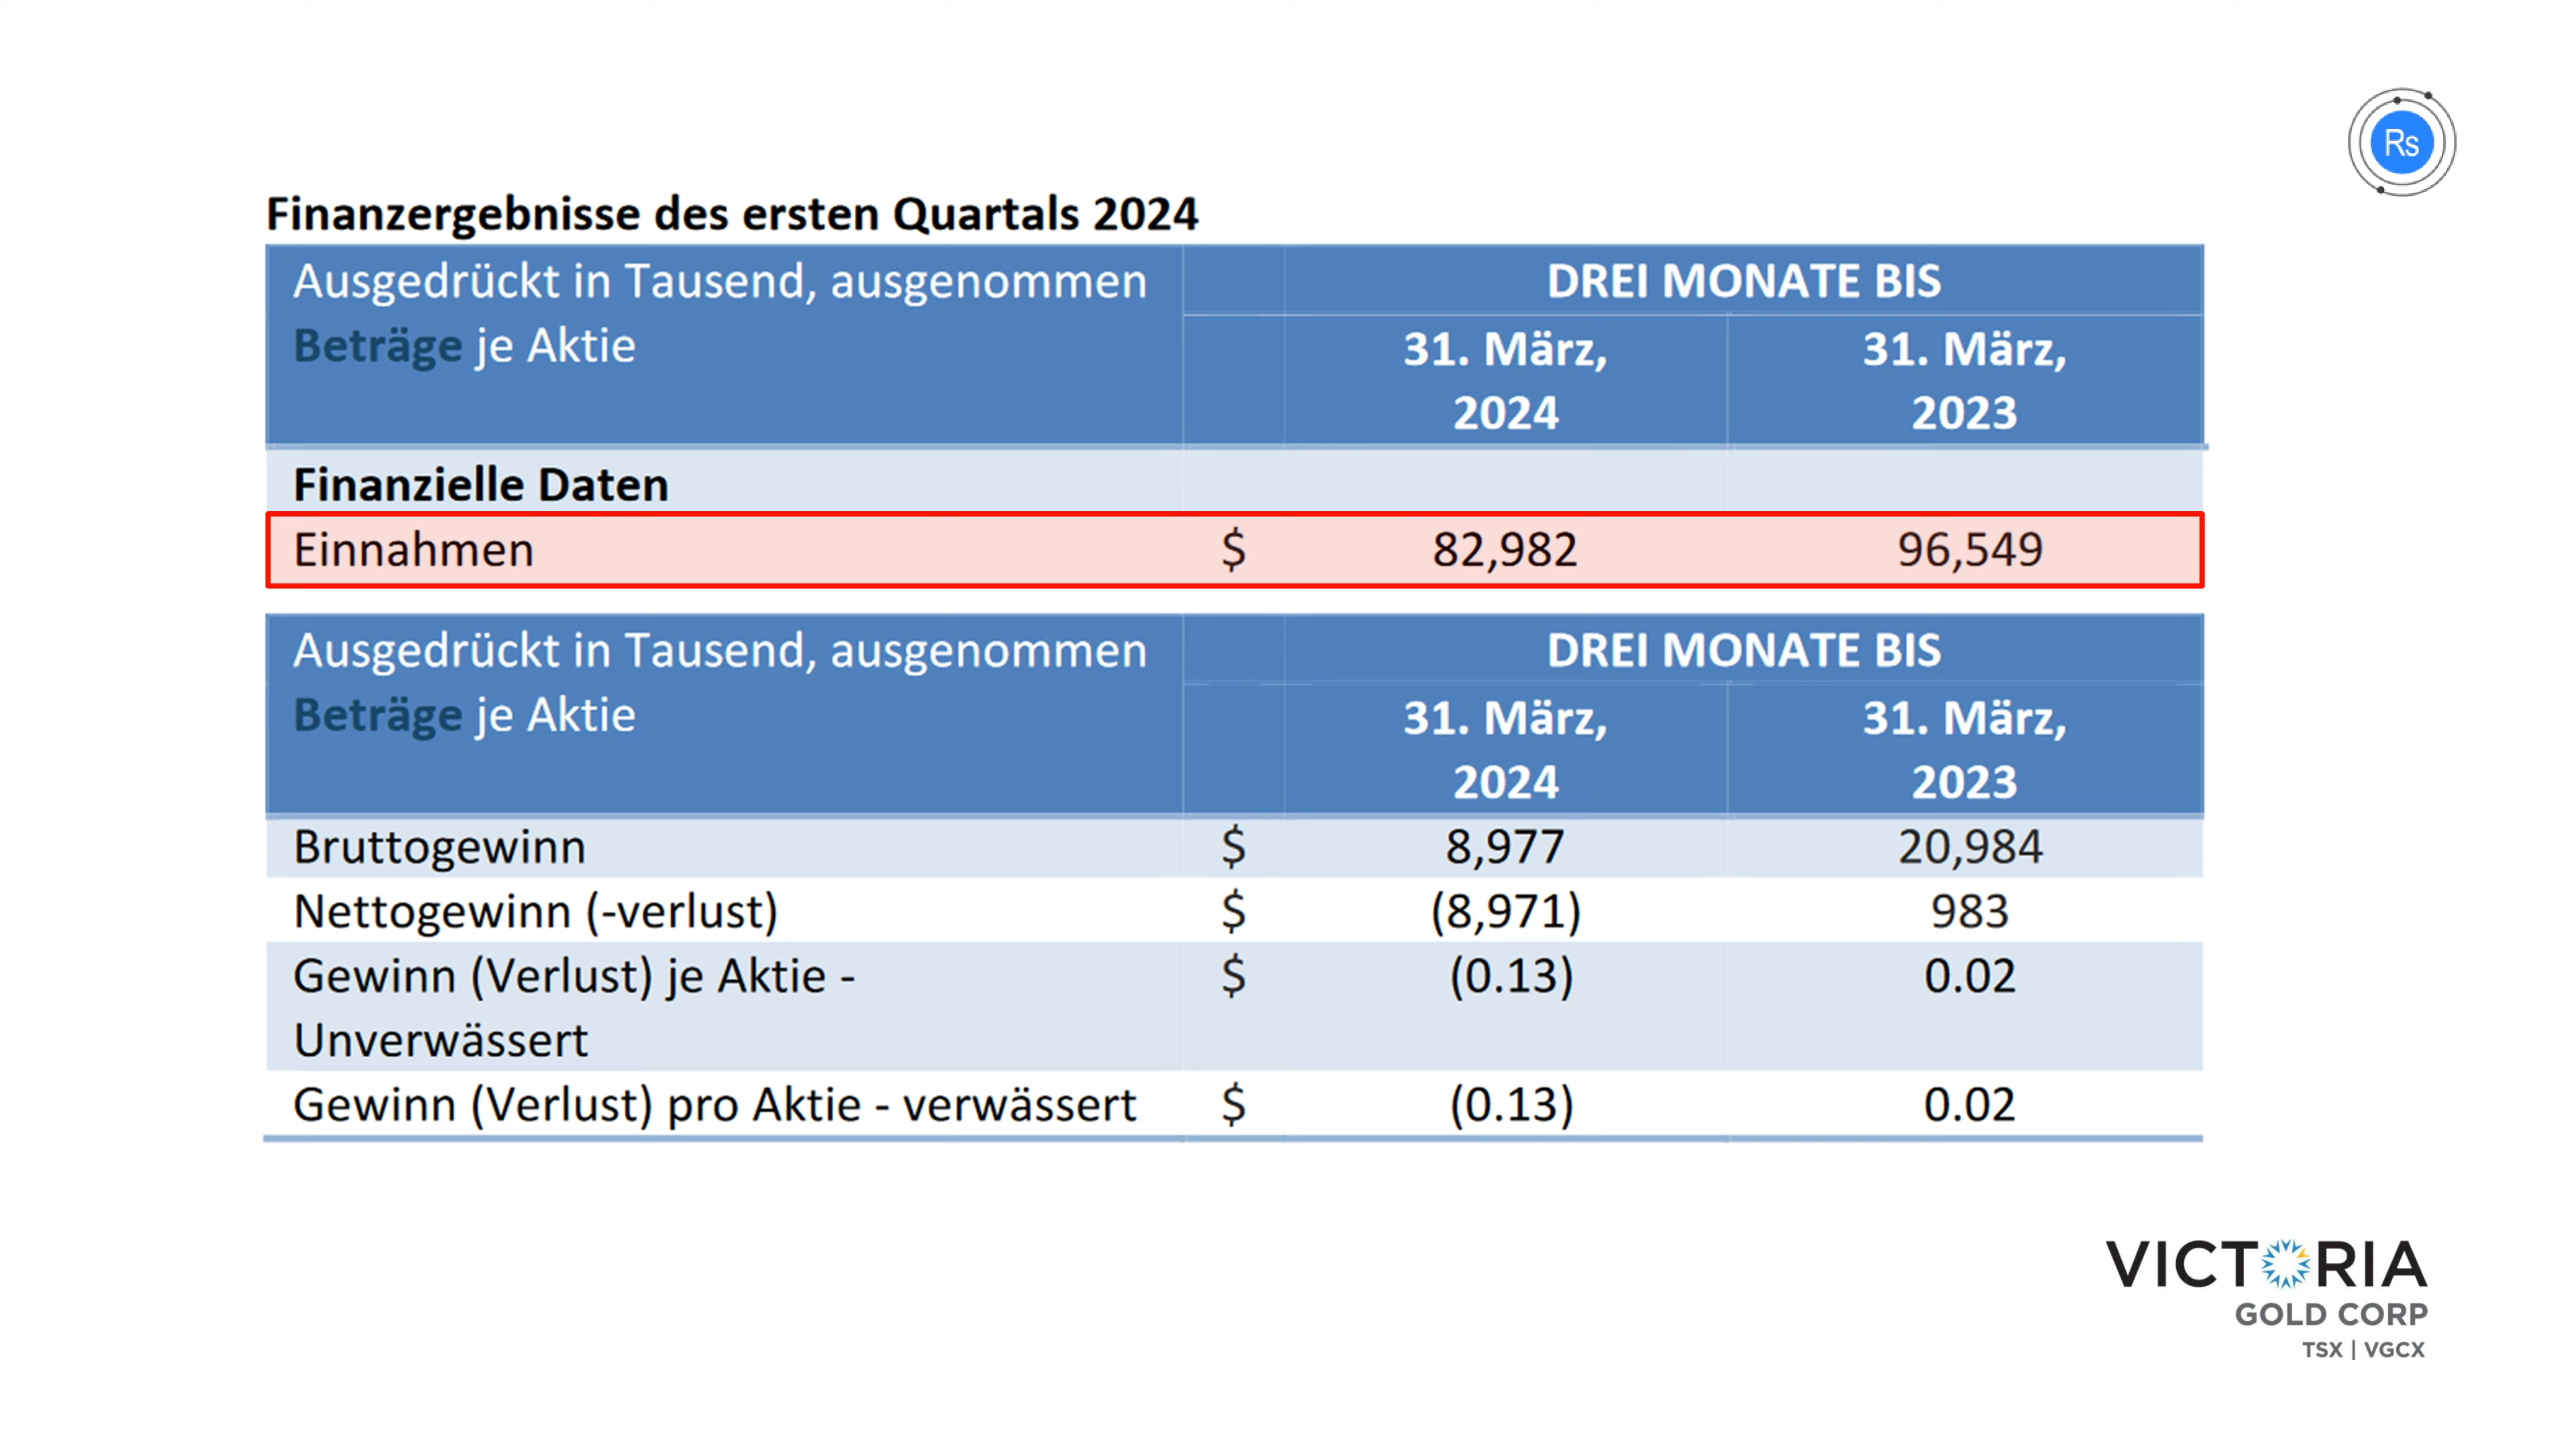 Rs
Finanzergebnisse des ersten Quartals 2024
Ausgedrückt in Tausend, ausgenommen
Beträge je Aktie
DREI MONATE BIS
31. März,
2024
31. März,
2023
Finanzielle Daten
Einnahmen $ 82,982 96,549
Ausgedrückt in Tausend, ausgenommen
Beträge je Aktie
DREI MONATE BIS
31. März,
2024
31. März,
2023
Bruttogewinn $ 8,977 20,984
Nettogewinn (-verlust) $ (8,971) 983
Gewinn (Verlust) je Aktie - $ (0.13) 0.02
Unverwässert
Gewinn (Verlust) pro Aktie - verwässert $ (0.13) 0.02
VICTORIA
GOLD CORP
TSX | VGCX